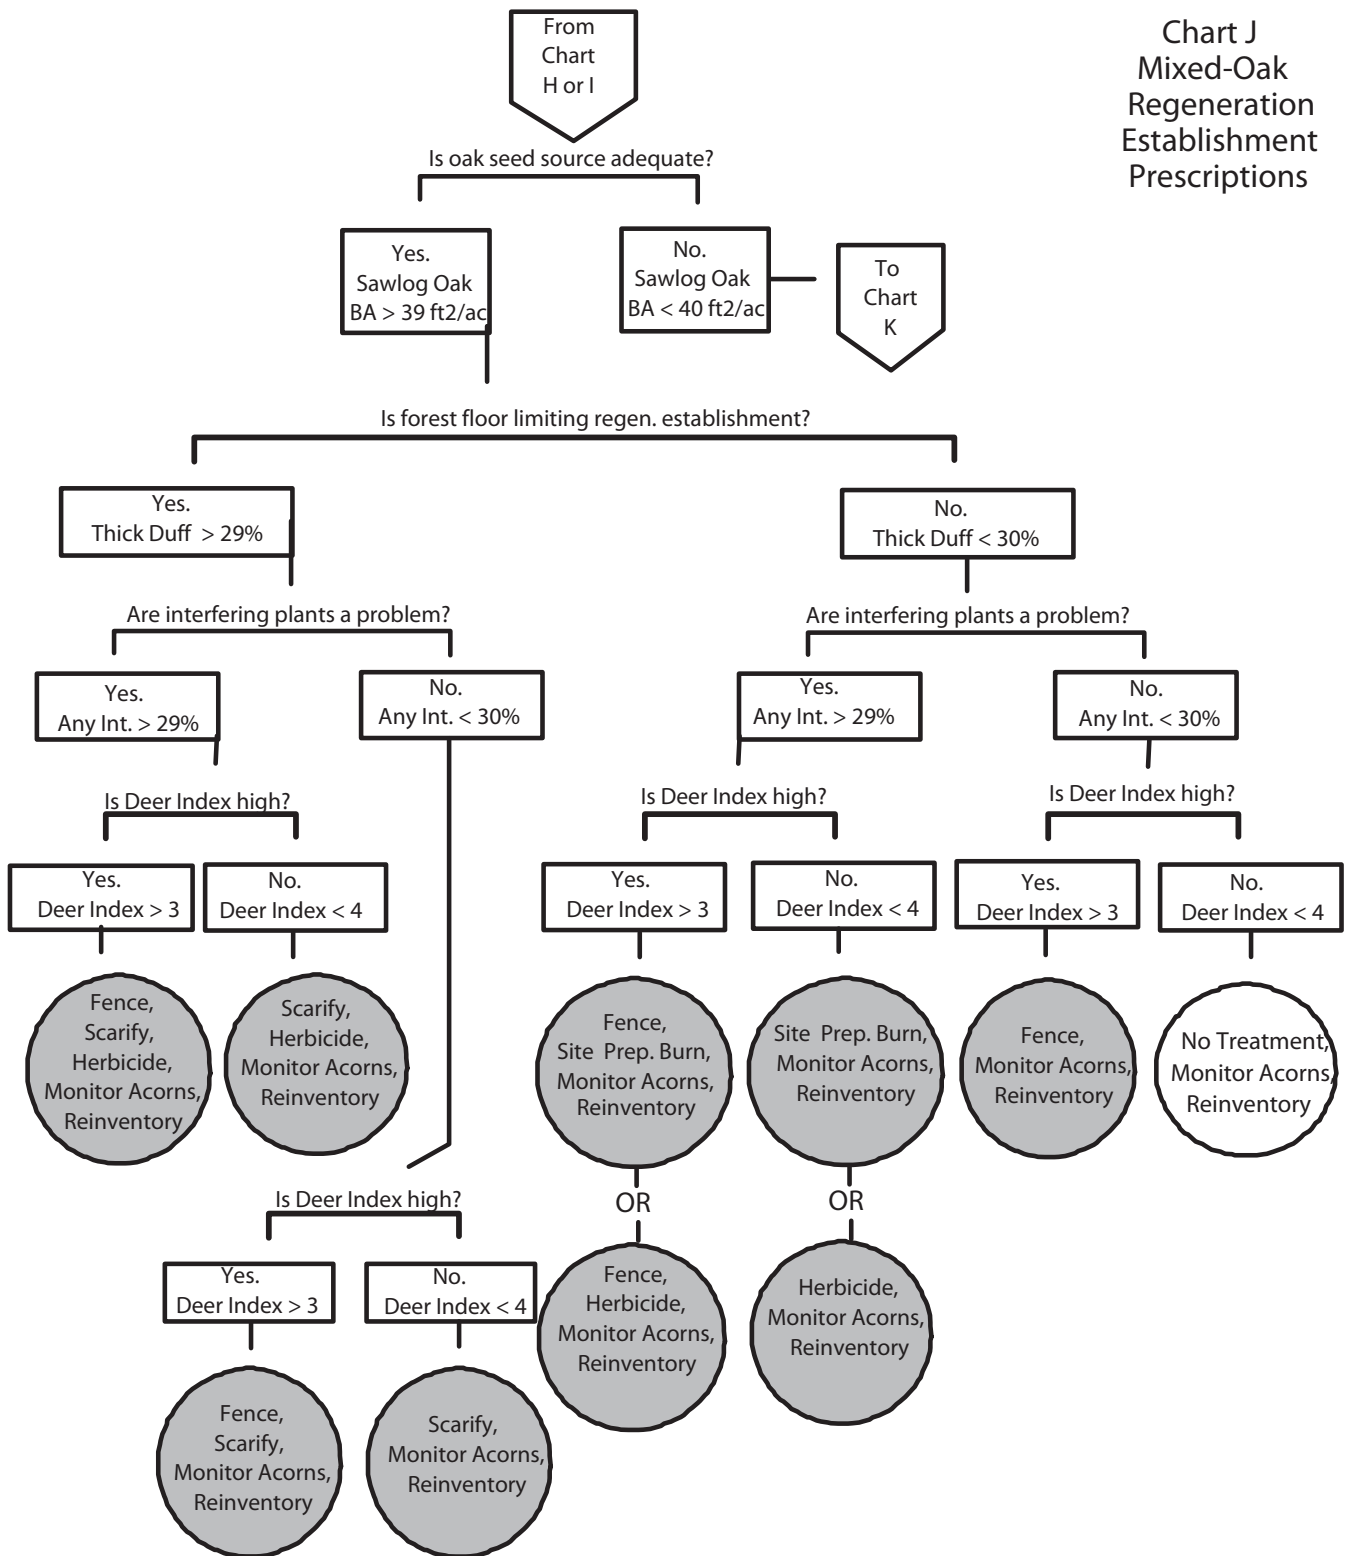 Chart J
Mixed-Oak
Regeneration
Establishment
Prescriptions
From
Chart
H or I
Is oak seed source adequate?
Yes.
Sawlog Oak
BA > 39 ft2/ac
No.
Sawlog Oak
BA < 40 ft2/ac
To
Chart
K
Is forest floor limiting regen. establishment?
Yes.
Thick Duff > 29%
No.
Thick Duff < 30%
Are interfering plants a problem?
Are interfering plants a problem?
Yes.
Any Int. > 29%
No.
Any Int. < 30%
Yes.
Any Int. > 29%
No.
Any Int. < 30%
Is Deer Index high?
Is Deer Index high?
Is Deer Index high?
Yes.
Deer Index > 3
No.
Deer Index < 4
Yes.
Deer Index > 3
No.
Deer Index < 4
Yes.
Deer Index > 3
No.
Deer Index < 4
Fence,
Scarify,
Herbicide,
Monitor Acorns,
Reinventory
Scarify,
Herbicide,
Monitor Acorns,
Reinventory
Fence,
Site Prep. Burn,
Monitor Acorns,
Reinventory
Site Prep. Burn,
Monitor Acorns,
Reinventory
Fence,
Monitor Acorns,
Reinventory
No Treatment,
Monitor Acorns,
Reinventory
Is Deer Index high?
OR
OR
Yes.
Deer Index > 3
No.
Deer Index < 4
Fence,
Herbicide,
Monitor Acorns,
Reinventory
Herbicide,
Monitor Acorns,
Reinventory
Fence,
Scarify,
Monitor Acorns,
Reinventory
Scarify,
Monitor Acorns,
Reinventory